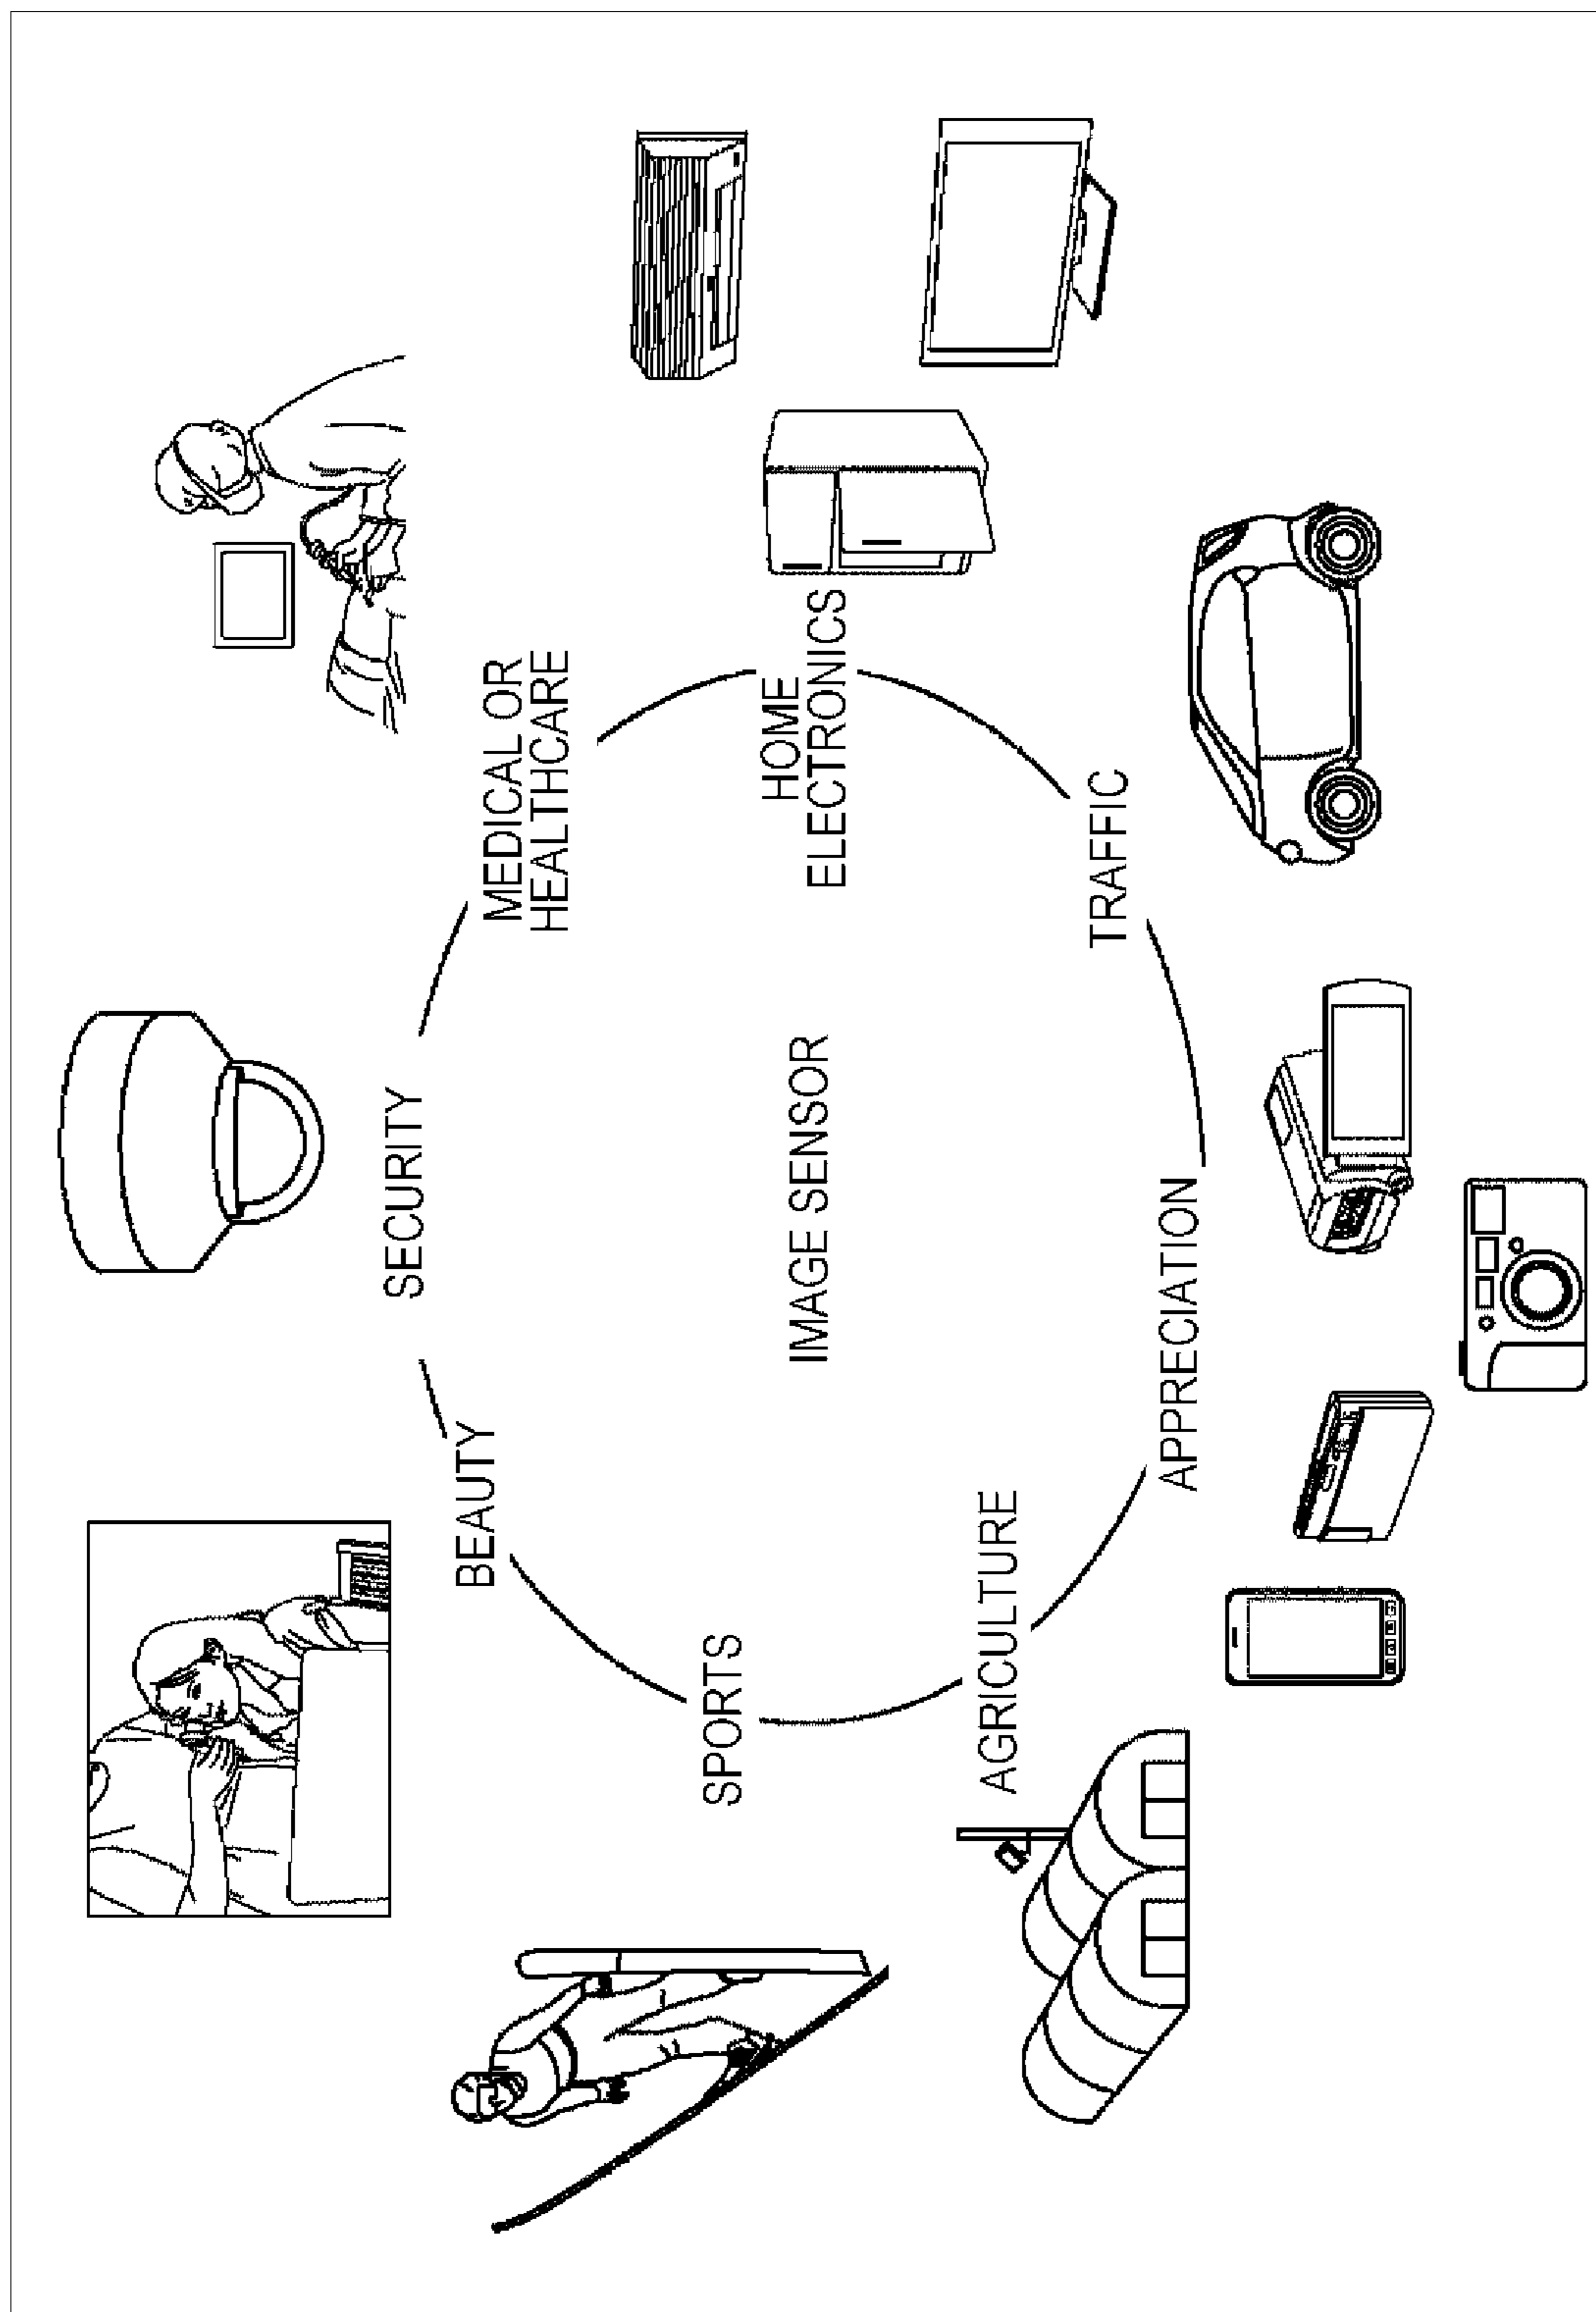 SECURITY
MEDICAL OR
HEALTHCARE
BEAUTY
HOME
ELECTRONICS
SPORTS
IMAGE SENSOR
TRAFFIC
AGRICULTURE
APPRECIATION